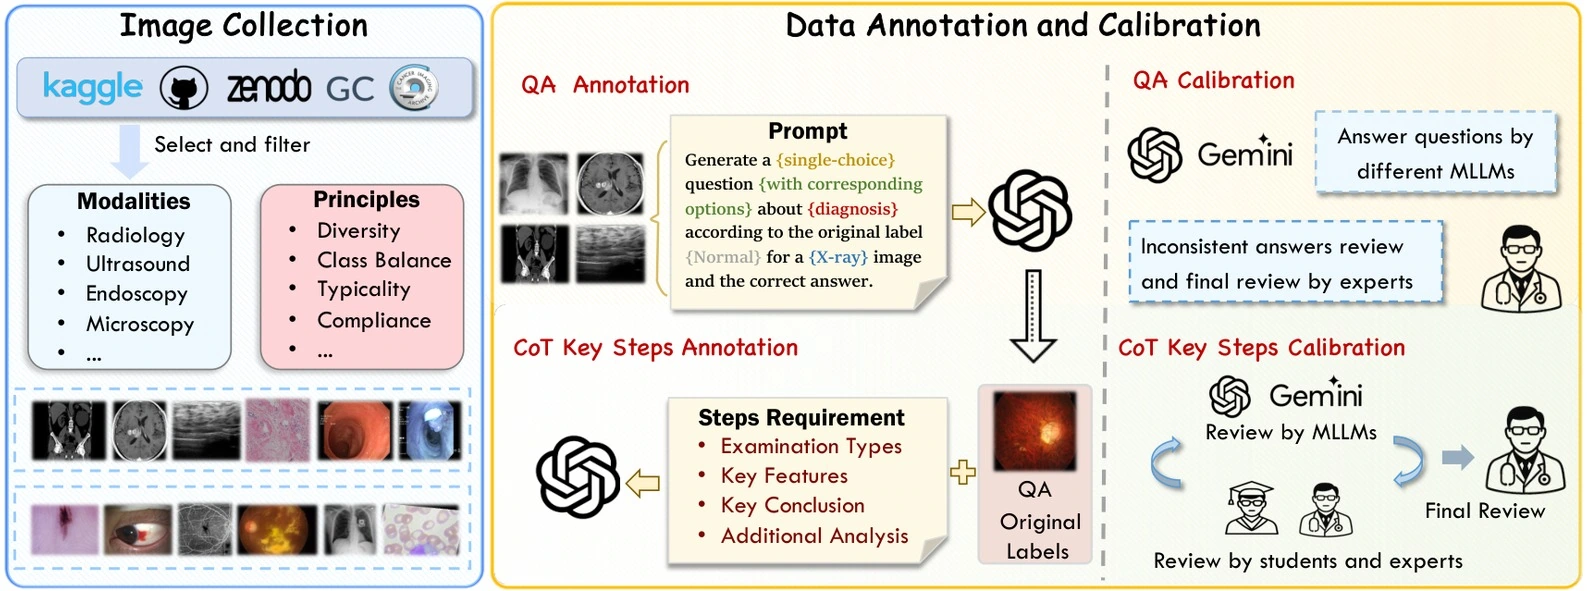 Image Collection
kaggle zenodo GC
CANCER IMAGING ARCHIVE
Select and filter
Modalities
• Radiology
• Ultrasound
• Endoscopy
• Microscopy
• ...
Principles
• Diversity
• Class Balance
• Typicality
• Compliance
• ...
Data Annotation and Calibration
QA Annotation
Prompt
Generate a {single-choice}
question {with corresponding
options} about {diagnosis}
according to the original label
{Normal} for a {X-ray} image
and the correct answer.
CoT Key Steps Annotation
Steps Requirement
• Examination Types
• Key Features
• Key Conclusion
• Additional Analysis
QA
Original
Labels
QA Calibration
Gemini
Answer questions by
different MLLMs
Inconsistent answers review
and final review by experts
CoT Key Steps Calibration
Gemini
Review by MLLMs
Final Review
Review by students and experts